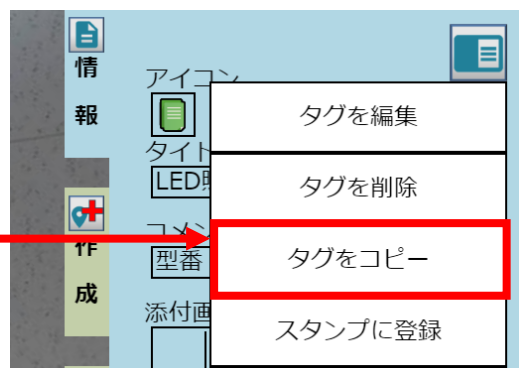 情
報
アイコン
タグを編集
タイト
LED
タグを削除
作
成
コメン
型番
タグをコピー
添付画
スタンプに登録